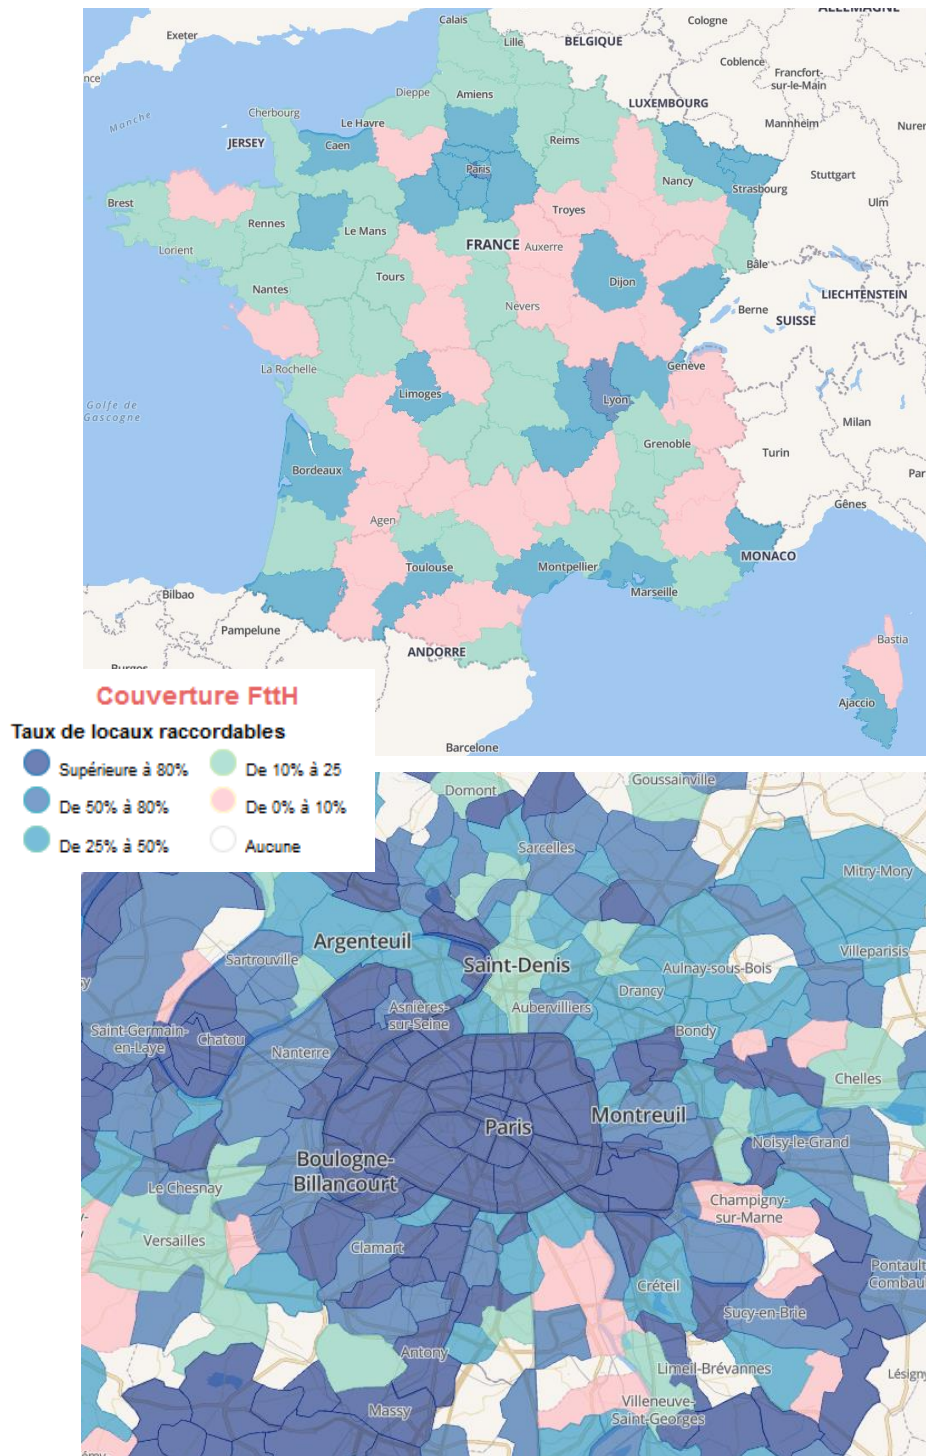 ALLEMAGNE
Calais
Cologne
Exeter
Lille
BELGIQUE
Coblence
Francfort-
sur-le-Main
nce
Dieppe
Amiens
LUXEMBOURG
Cherbourg
Manche
Le Havre
Mannheim
Nurer
JERSEY
Caen
Reims
Paris
Nancy
Stuttgart
Strasbourg
Brest
Troyes
Ulm
Rennes
Le Mans
Lorient
FRANCE
Auxerre
Bâle
Tours
Dijon
Nantes
LIECHTENSTEIN
Nevers
Berne
SUISSE
La Rochelle
Genève
Limoges
Lyon
Golfe de
Gascogne
Milan
Grenoble
Turin
Bordeaux
Par
Gênes
Agen
MONACO
Toulouse
Montpellier
Marseille
Bilbao
Pampelune
Bastia
ANDORRE
Burgos
Ajaccio
Barcelone
Couverture FttH
Taux de locaux raccordables
Supérieure à 80%
De 10% à 25
De 50% à 80%
De 0% à 10%
De 25% à 50%
Aucune
Domont
Goussainville
Sarcelles
Mitry-Mory
Argenteuil
Villeparisis
Sartrouville
Saint-Denis
Aulnay-sous-Bois
Drancy
Asnières-
sur-Seine
Aubervilliers
Saint-Germain-
en-Laye
Chatou
Bondy
Nanterre
Chelles
Paris
Montreuil
Noisy-le-Grand
Boulogne-
Billancourt
Le Chesnay
Champigny-
sur-Marne
Versailles
Clamart
Pontault
Combaul
Créteil
Sucy-en-Brie
Antony
Limeil-Brévannes
Lésigny
Massy
Villeneuve-
Saint-Georges